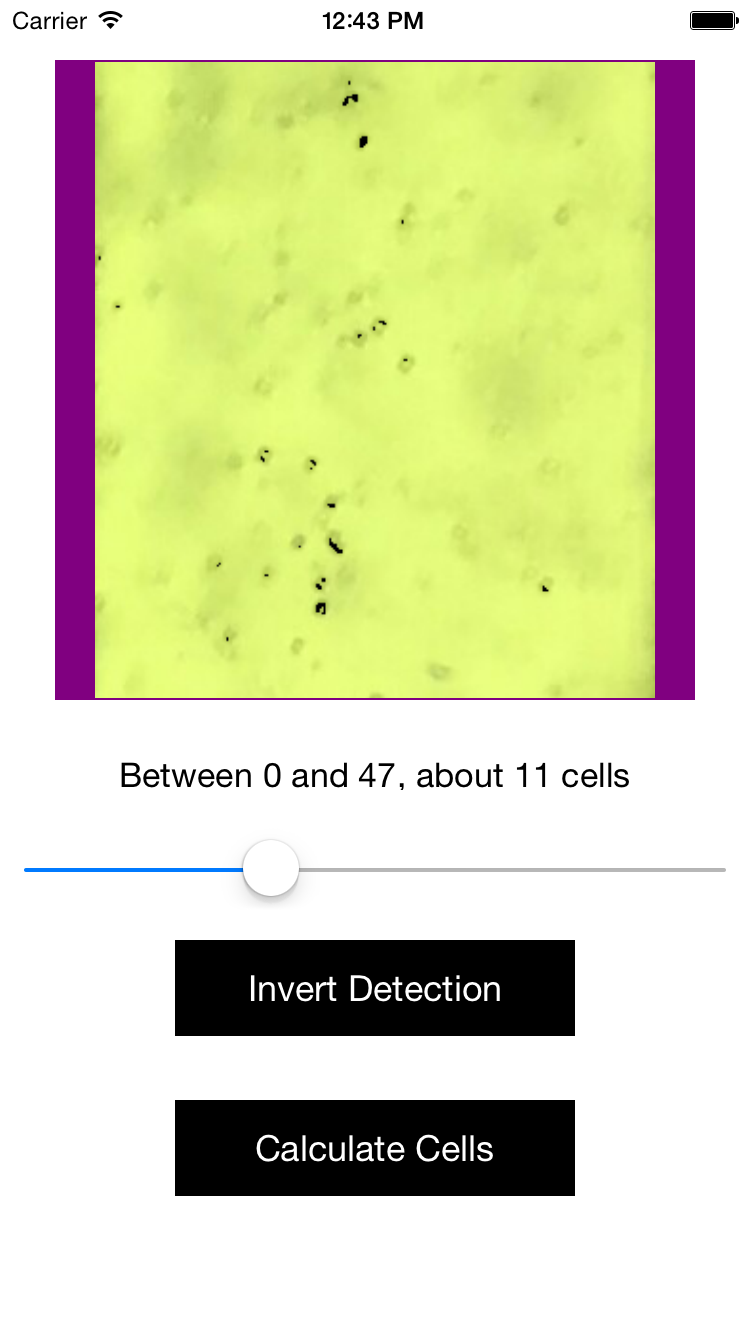 Carrier 12:43 PM
Between 0 and 47, about 11 cells
Invert Detection
Calculate Cells